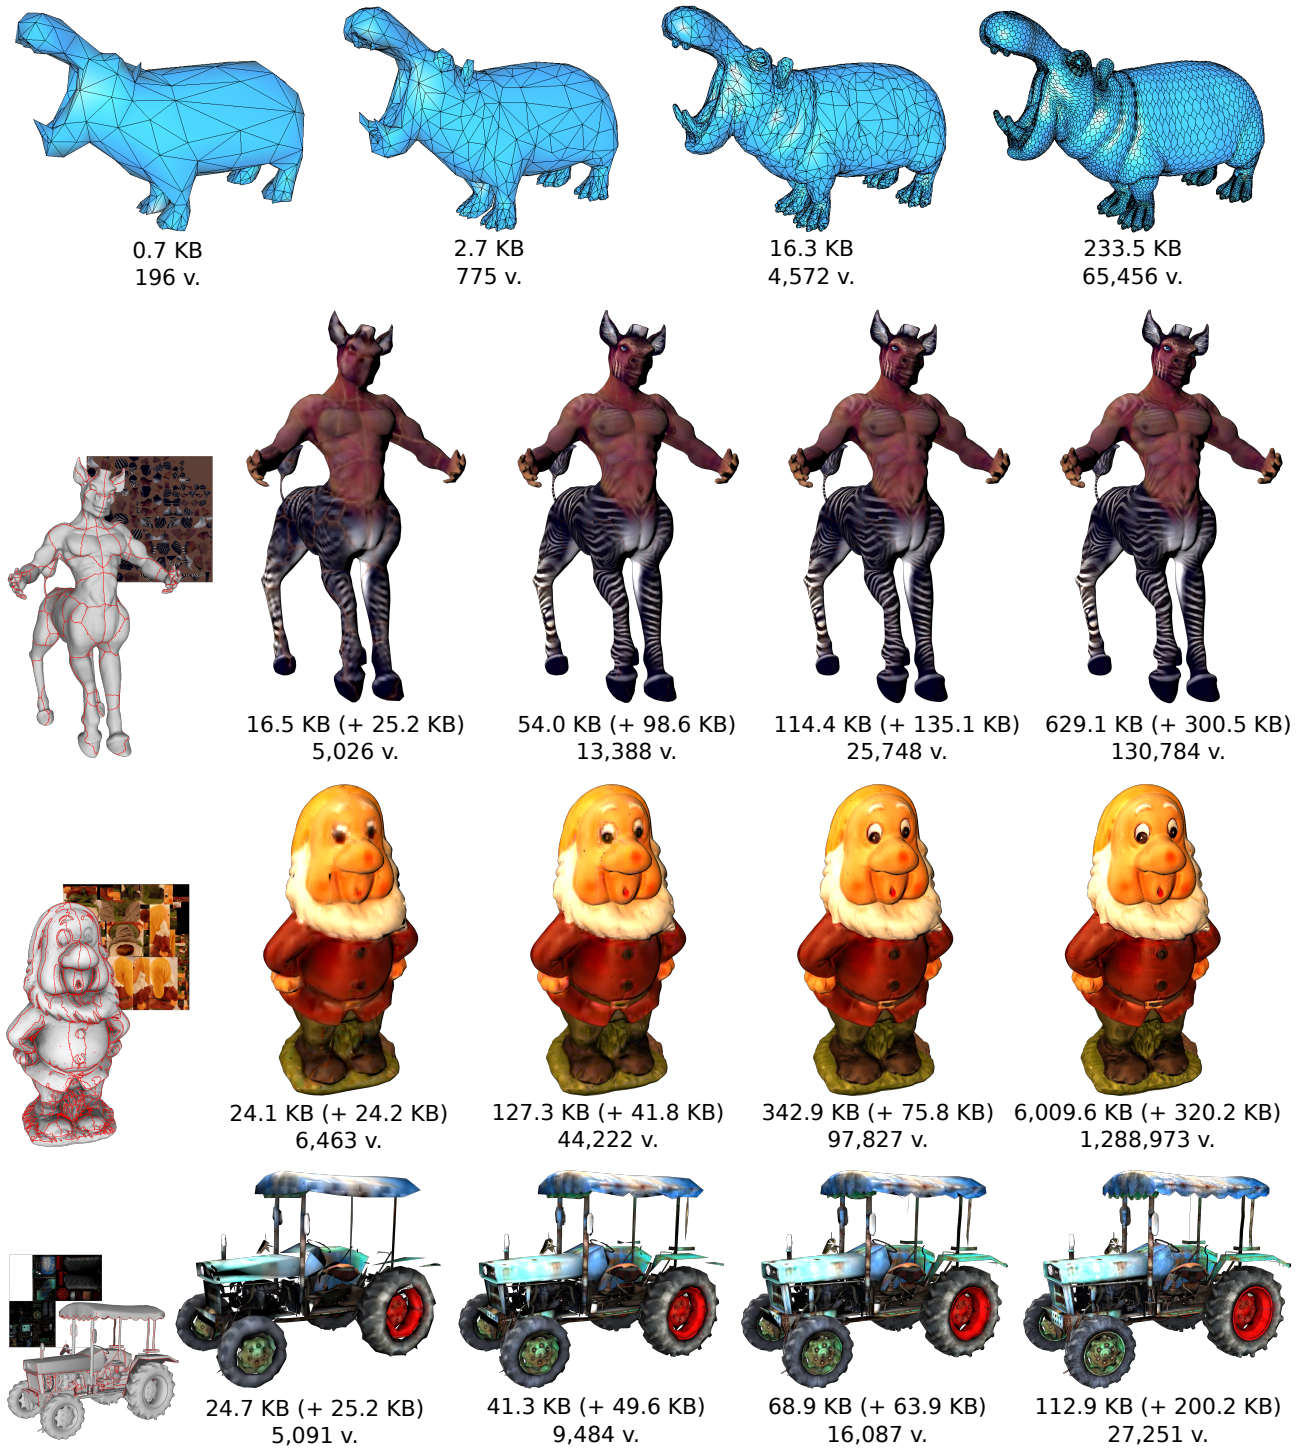 0.7 KB
196 v.
2.7 KB
775 v.
16.3 KB
4,572 v.
233.5 KB
65,456 v.
16.5 KB (+ 25.2 KB)
5,026 v.
54.0 KB (+ 98.6 KB)
13,388 v.
114.4 KB (+ 135.1 KB)
25,748 v.
629.1 KB (+ 300.5 KB)
130,784 v.
24.1 KB (+ 24.2 KB)
6,463 v.
127.3 KB (+ 41.8 KB)
44,222 v.
342.9 KB (+ 75.8 KB)
97,827 v.
6,009.6 KB (+ 320.2 KB)
1,288,973 v.
24.7 KB (+ 25.2 KB)
5,091 v.
41.3 KB (+ 49.6 KB)
9,484 v.
68.9 KB (+ 63.9 KB)
16,087 v.
112.9 KB (+ 200.2 KB)
27,251 v.